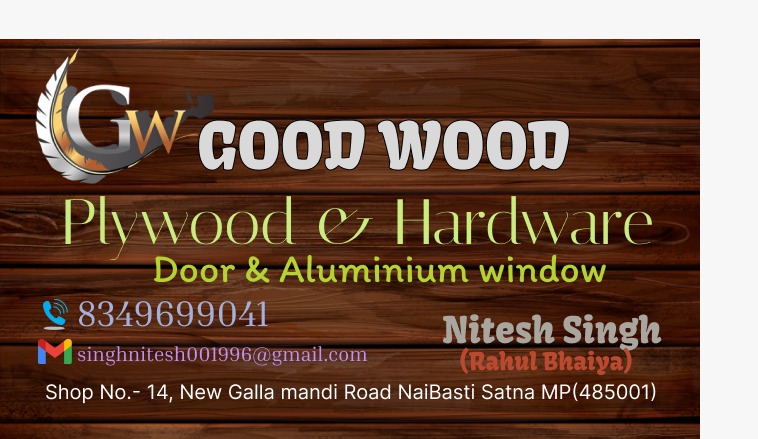 GW
GOOD WOOD
Plywood & Hardware
Door & Aluminium window
8349699041
singhnitesh001996@gmail.com
Nitesh Singh
(Rahul Bhaiya)
Shop No.- 14, New Galla mandi Road NaiBasti Satna MP(485001)